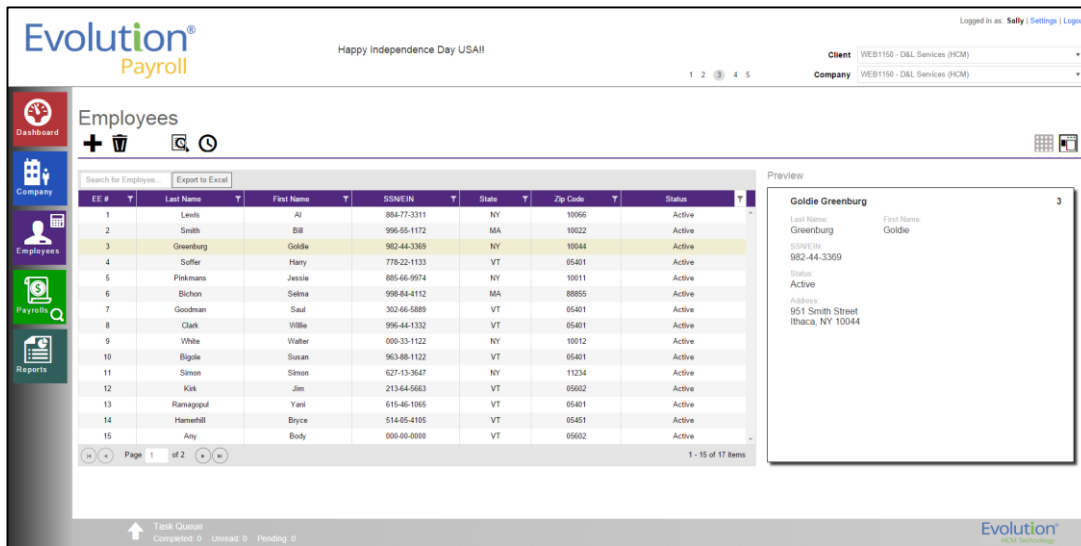 Logged in as: Sally | Settings | Logou
Evolution®
Payroll
Happy Independence Day USA!!
Client WEB1150 - D&L Services (HCM)
1 2 3 4 5
Company WEB1150 - D&L Services (HCM)
Dashboard
Company
Employees
Payrolls
Reports
Employees
Search for Employee... Export to Excel
EE # Last Name First Name SSN/EIN State Zip Code Status
1 Lewis Al 884-77-3311 NY 10066 Active
2 Smith Bill 996-55-1172 MA 10022 Active
3 Greenburg Goldie 982-44-3369 NY 10044 Active
4 Soffer Harry 778-22-1133 VT 05401 Active
5 Pinkmans Jessie 885-66-9974 NY 10011 Active
6 Bichon Selma 998-84-4112 MA 88855 Active
7 Goodman Saul 302-66-5889 VT 05401 Active
8 Clark Willie 996-44-1332 VT 05401 Active
9 White Walter 000-33-1122 NY 10012 Active
10 Bigole Susan 963-88-1122 VT 05401 Active
11 Simon Simon 627-13-3647 NY 11234 Active
12 Kirk Jim 213-64-5663 VT 05602 Active
13 Ramagopul Yani 615-46-1065 VT 05401 Active
14 Hamerhill Bryce 514-05-4105 VT 05451 Active
15 Any Body 000-00-0000 VT 05602 Active
Page 1 of 2
1 - 15 of 17 items
Preview
Goldie Greenburg 3
Last Name: First Name:
Greenburg Goldie
SSN/EIN:
982-44-3369
Status:
Active
Address:
951 Smith Street
Ithaca, NY 10044
Task Queue
Completed: 0 Unread: 0 Pending: 0
Evolution®
HCM Technology